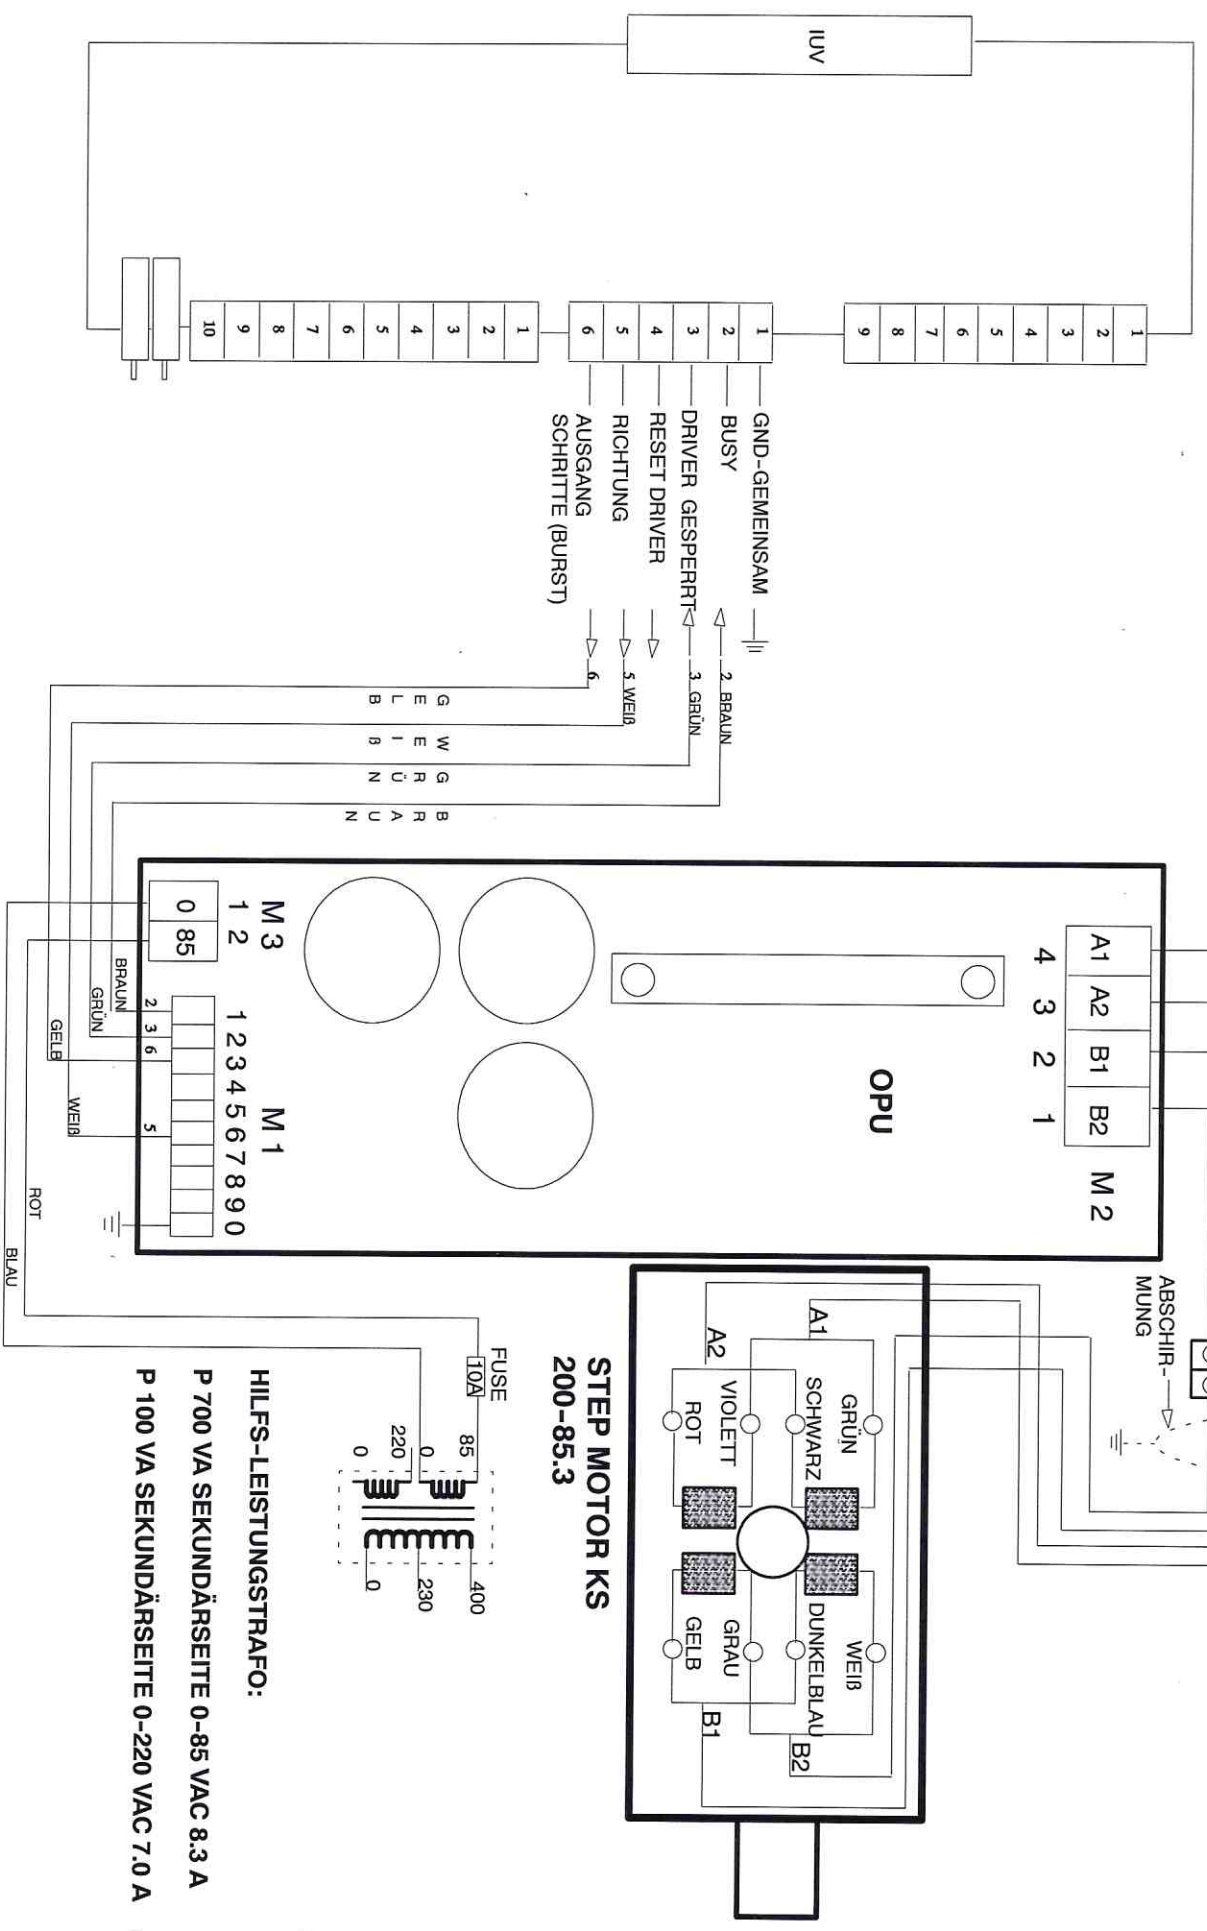 IUV
10 9 8 7 6 5 4 3 2 1
6 5 4 3 2 1
9 8 7 6 5 4 3 2 1
GND-GEMEINSAM
BUSY
DRIVER GESPERRT
RESET DRIVER
RICHTUNG
AUSGANG
SCHRITTE (BURST)
2 BRAUN
3 GRÜN
5 WEIß
6
GELB
WEIß
GRÜN
BRAUN
A1 A2 B1 B2
4 3 2 1
M 2
OPU
M 3
1 2
0 85
M 1
1 2 3 4 5 6 7 8 9 0
2 3 6 5
BRAUN
GRÜN
GELB
WEIß
ROT
BLAU
ABSCHIR-
MUNG
A1
A2
GRÜN
SCHWARZ
VIOLETT
ROT
WEIß
DUNKELBLAU
GRAU
GELB
B1
B2
STEP MOTOR KS
200-85.3
FUSE
10A
85
0
220
0
400
230
0
HILFS-LEISTUNGSTRAFO:
P 700 VA SEKUNDÄRSEITE 0-85 VAC 8.3 A
P 100 VA SEKUNDÄRSEITE 0-220 VAC 7.0 A